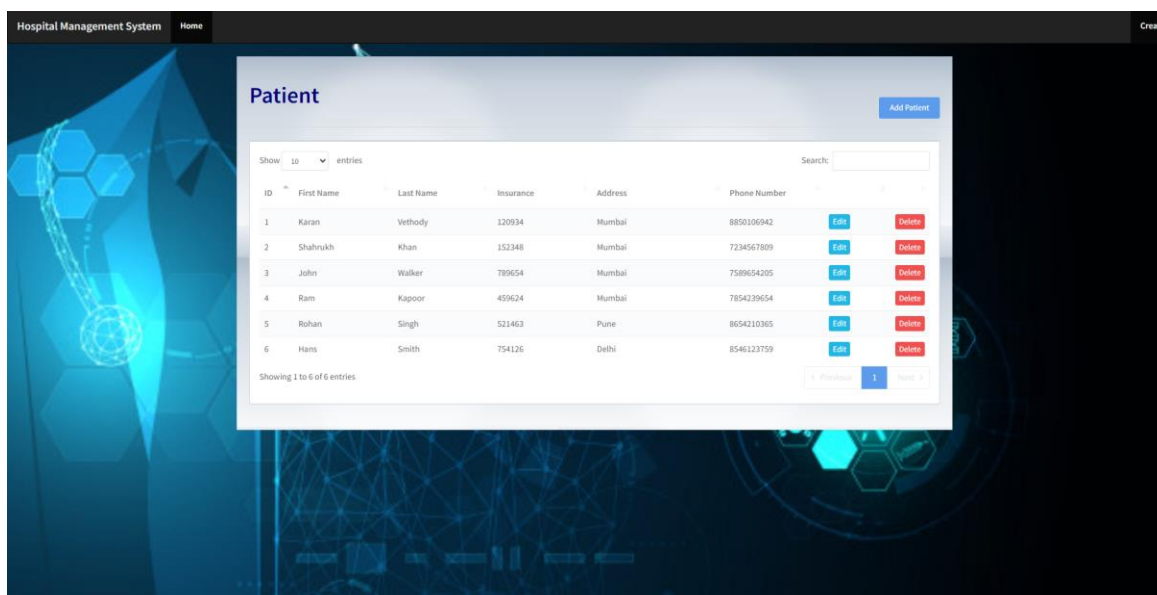 Hospital Management System Home
Patient
Add Patient
Show 10 entries Search:
ID First Name Last Name Insurance Address Phone Number
1 Karan Vethody 120934 Mumbai 8850106942 Edit Delete
2 Shahrukh Khan 152348 Mumbai 7234567809 Edit Delete
3 John Walker 789654 Mumbai 7589654205 Edit Delete
4 Ram Kapoor 459624 Mumbai 7854239654 Edit Delete
5 Rohan Singh 521463 Pune 8654210365 Edit Delete
6 Hans Smith 754126 Delhi 8546123759 Edit Delete
Showing 1 to 6 of 6 entries Previous 1 Next